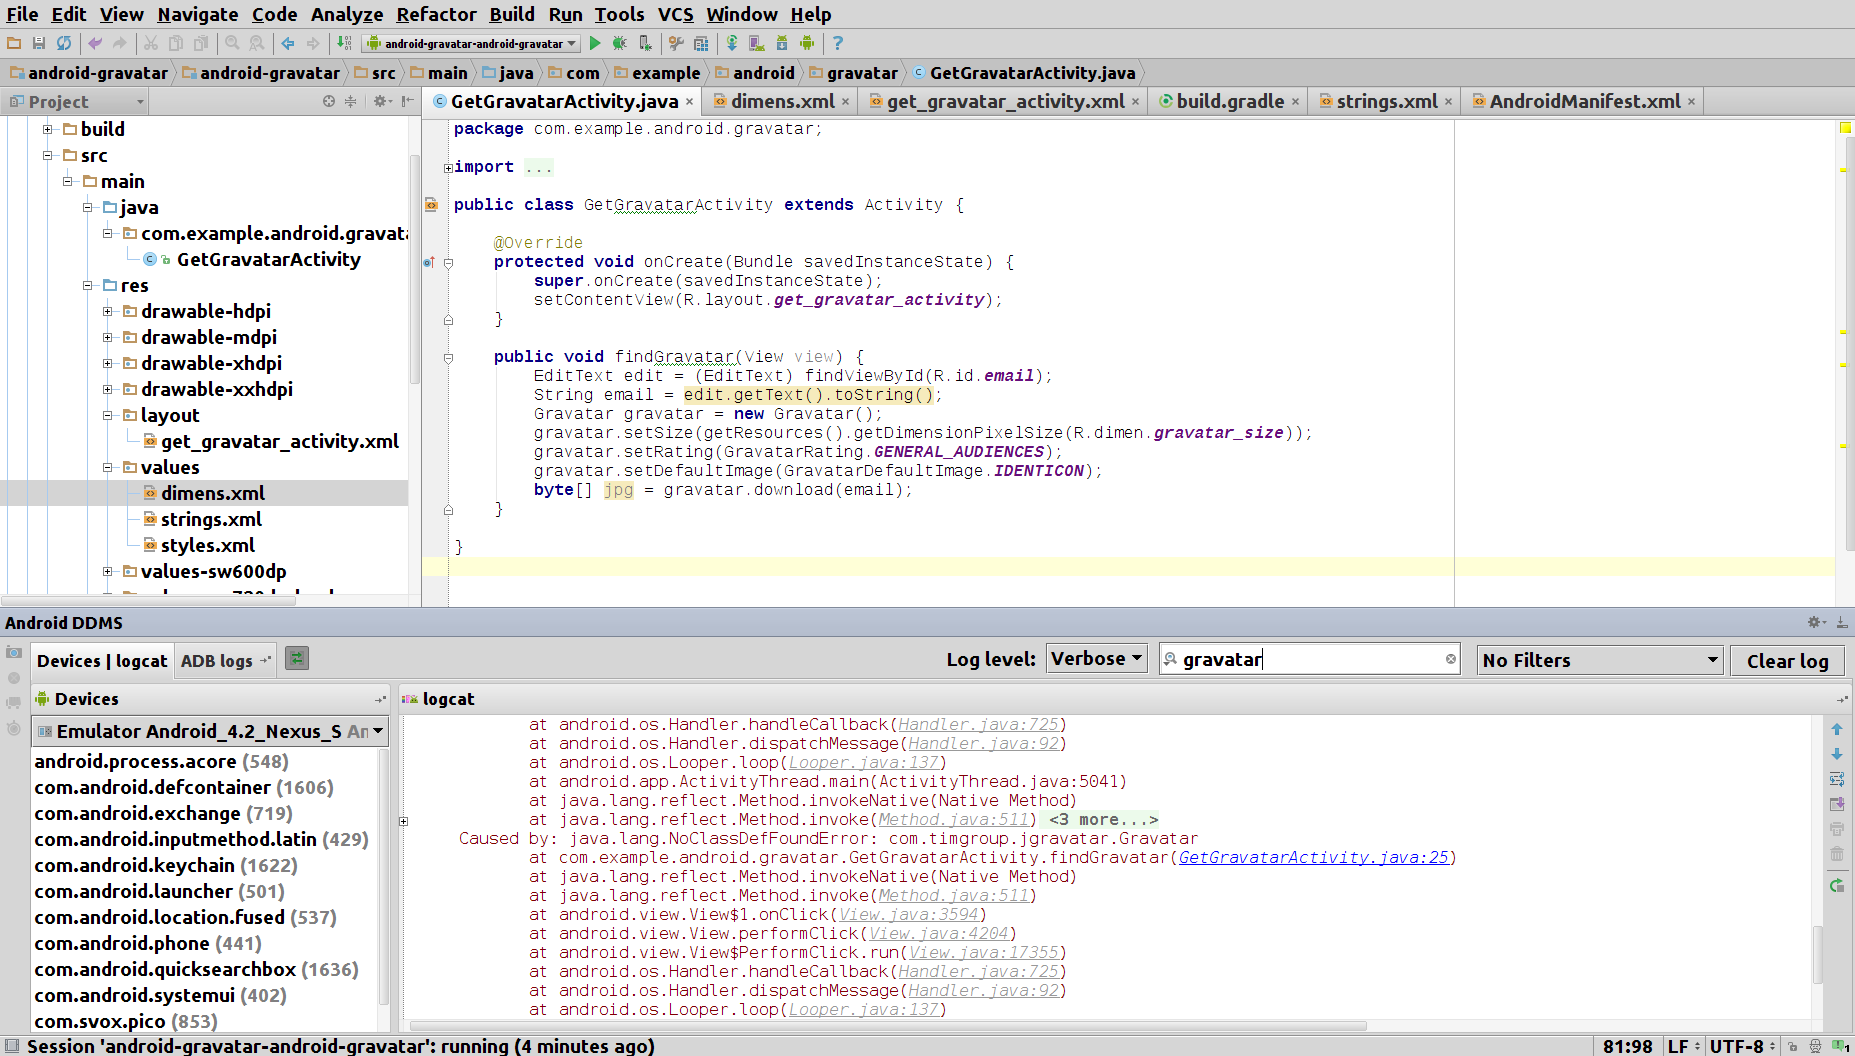 File Edit View Navigate Code Analyze Refactor Build Run Tools VCS Window Help
android-gravatar-android-gravatar
android-gravatar android-gravatar src main java com example android gravatar GetGravatarActivity.java
Project
GetGravatarActivity.java dimens.xml get_gravatar_activity.xml build.gradle strings.xml AndroidManifest.xml
build
src
main
java
com.example.android.gravata
GetGravatarActivity
res
drawable-hdpi
drawable-mdpi
drawable-xhdpi
drawable-xxhdpi
layout
get_gravatar_activity.xml
values
dimens.xml
strings.xml
styles.xml
values-sw600dp
package com.example.android.gravatar;
import ...
public class GetGravatarActivity extends Activity {
@Override
protected void onCreate(Bundle savedInstanceState) {
super.onCreate(savedInstanceState);
setContentView(R.layout.get_gravatar_activity);
}
public void findGravatar(View view) {
EditText edit = (EditText) findViewById(R.id.email);
String email = edit.getText().toString();
Gravatar gravatar = new Gravatar();
gravatar.setSize(getResources().getDimensionPixelSize(R.dimen.gravatar_size));
gravatar.setRating(GravatarRating.GENERAL_AUDIENCES);
gravatar.setDefaultImage(GravatarDefaultImage.IDENTICON);
byte[] jpg = gravatar.download(email);
}
}
Android DDMS
Devices | logcat ADB logs Log level: Verbose gravatar No Filters Clear log
Devices
Emulator Android_4.2_Nexus_S An
android.process.acore (548)
com.android.defcontainer (1606)
com.android.exchange (719)
com.android.inputmethod.latin (429)
com.android.keychain (1622)
com.android.launcher (501)
com.android.location.fused (537)
com.android.phone (441)
com.android.quicksearchbox (1636)
com.android.systemui (402)
com.svox.pico (853)
logcat
at android.os.Handler.handleCallback(Handler.java:725)
at android.os.Handler.dispatchMessage(Handler.java:92)
at android.os.Looper.loop(Looper.java:137)
at android.app.ActivityThread.main(ActivityThread.java:5041)
at java.lang.reflect.Method.invokeNative(Native Method)
at java.lang.reflect.Method.invoke(Method.java:511) <3 more...>
Caused by: java.lang.NoClassDefFoundError: com.timgroup.jgravatar.Gravatar
at com.example.android.gravatar.GetGravatarActivity.findGravatar(GetGravatarActivity.java:25)
at java.lang.reflect.Method.invokeNative(Native Method)
at java.lang.reflect.Method.invoke(Method.java:511)
at android.view.View$1.onClick(View.java:3594)
at android.view.View.performClick(View.java:4204)
at android.view.View$PerformClick.run(View.java:17355)
at android.os.Handler.handleCallback(Handler.java:725)
at android.os.Handler.dispatchMessage(Handler.java:92)
at android.os.Looper.loop(Looper.java:137)
Session 'android-gravatar-android-gravatar': running (4 minutes ago) 81:98 LF UTF-8 1